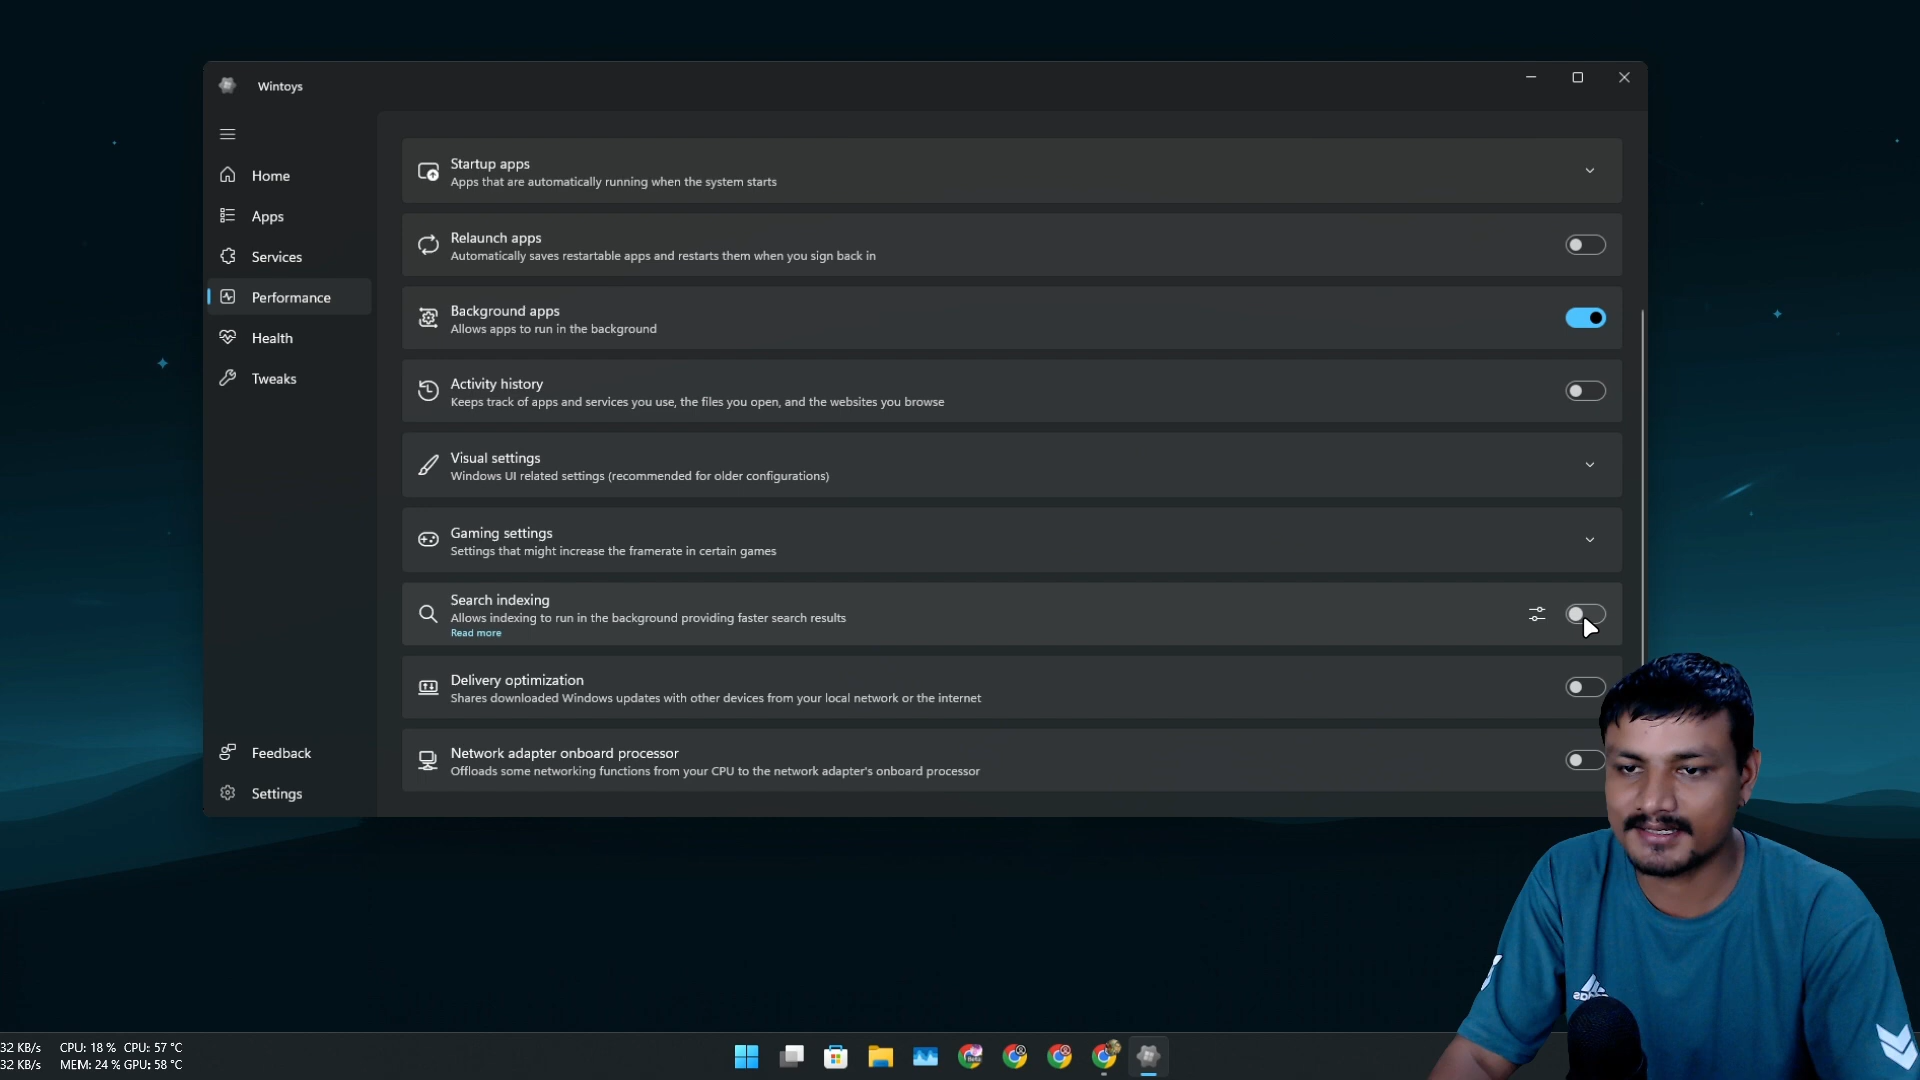 Wintoys
Home
Apps
Services
Performance
Health
Tweaks
Feedback
Settings
Startup apps
Apps that are automatically running when the system starts
Relaunch apps
Automatically saves restartable apps and restarts them when you sign back in
Background apps
Allows apps to run in the background
Activity history
Keeps track of apps and services you use, the files you open, and the websites you browse
Visual settings
Windows UI related settings (recommended for older configurations)
Gaming settings
Settings that might increase the framerate in certain games
Search indexing
Allows indexing to run in the background providing faster search results
Read more
Delivery optimization
Shares downloaded Windows updates with other devices from your local network or the internet
Network adapter onboard processor
Offloads some networking functions from your CPU to the network adapter's onboard processor
adidas
32 KB/s CPU: 18 % CPU: 57 °C
32 KB/s MEM: 24 % GPU: 58 °C
Beta